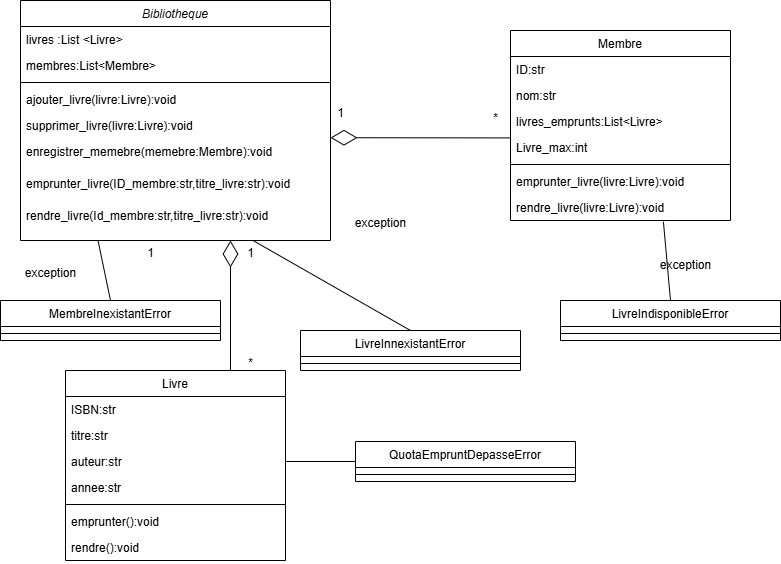 Bibliotheque
livres :List <Livre>
membres:List<Membre>
ajouter_livre(livre:Livre):void
supprimer_livre(livre:Livre):void
enregistrer_memebre(memebre:Membre):void
emprunter_livre(ID_membre:str,titre_livre:str):void
rendre_livre(Id_membre:str,titre_livre:str):void
1
*
Membre
ID:str
nom:str
livres_emprunts:List<Livre>
Livre_max:int
emprunter_livre(livre:Livre):void
rendre_livre(livre:Livre):void
exception
1
1
exception
exception
MembreInexistantError
LivreInnexistantError
LivreIndisponibleError
*
Livre
ISBN:str
titre:str
auteur:str
annee:str
emprunter():void
rendre():void
QuotaEmpruntDepasseError